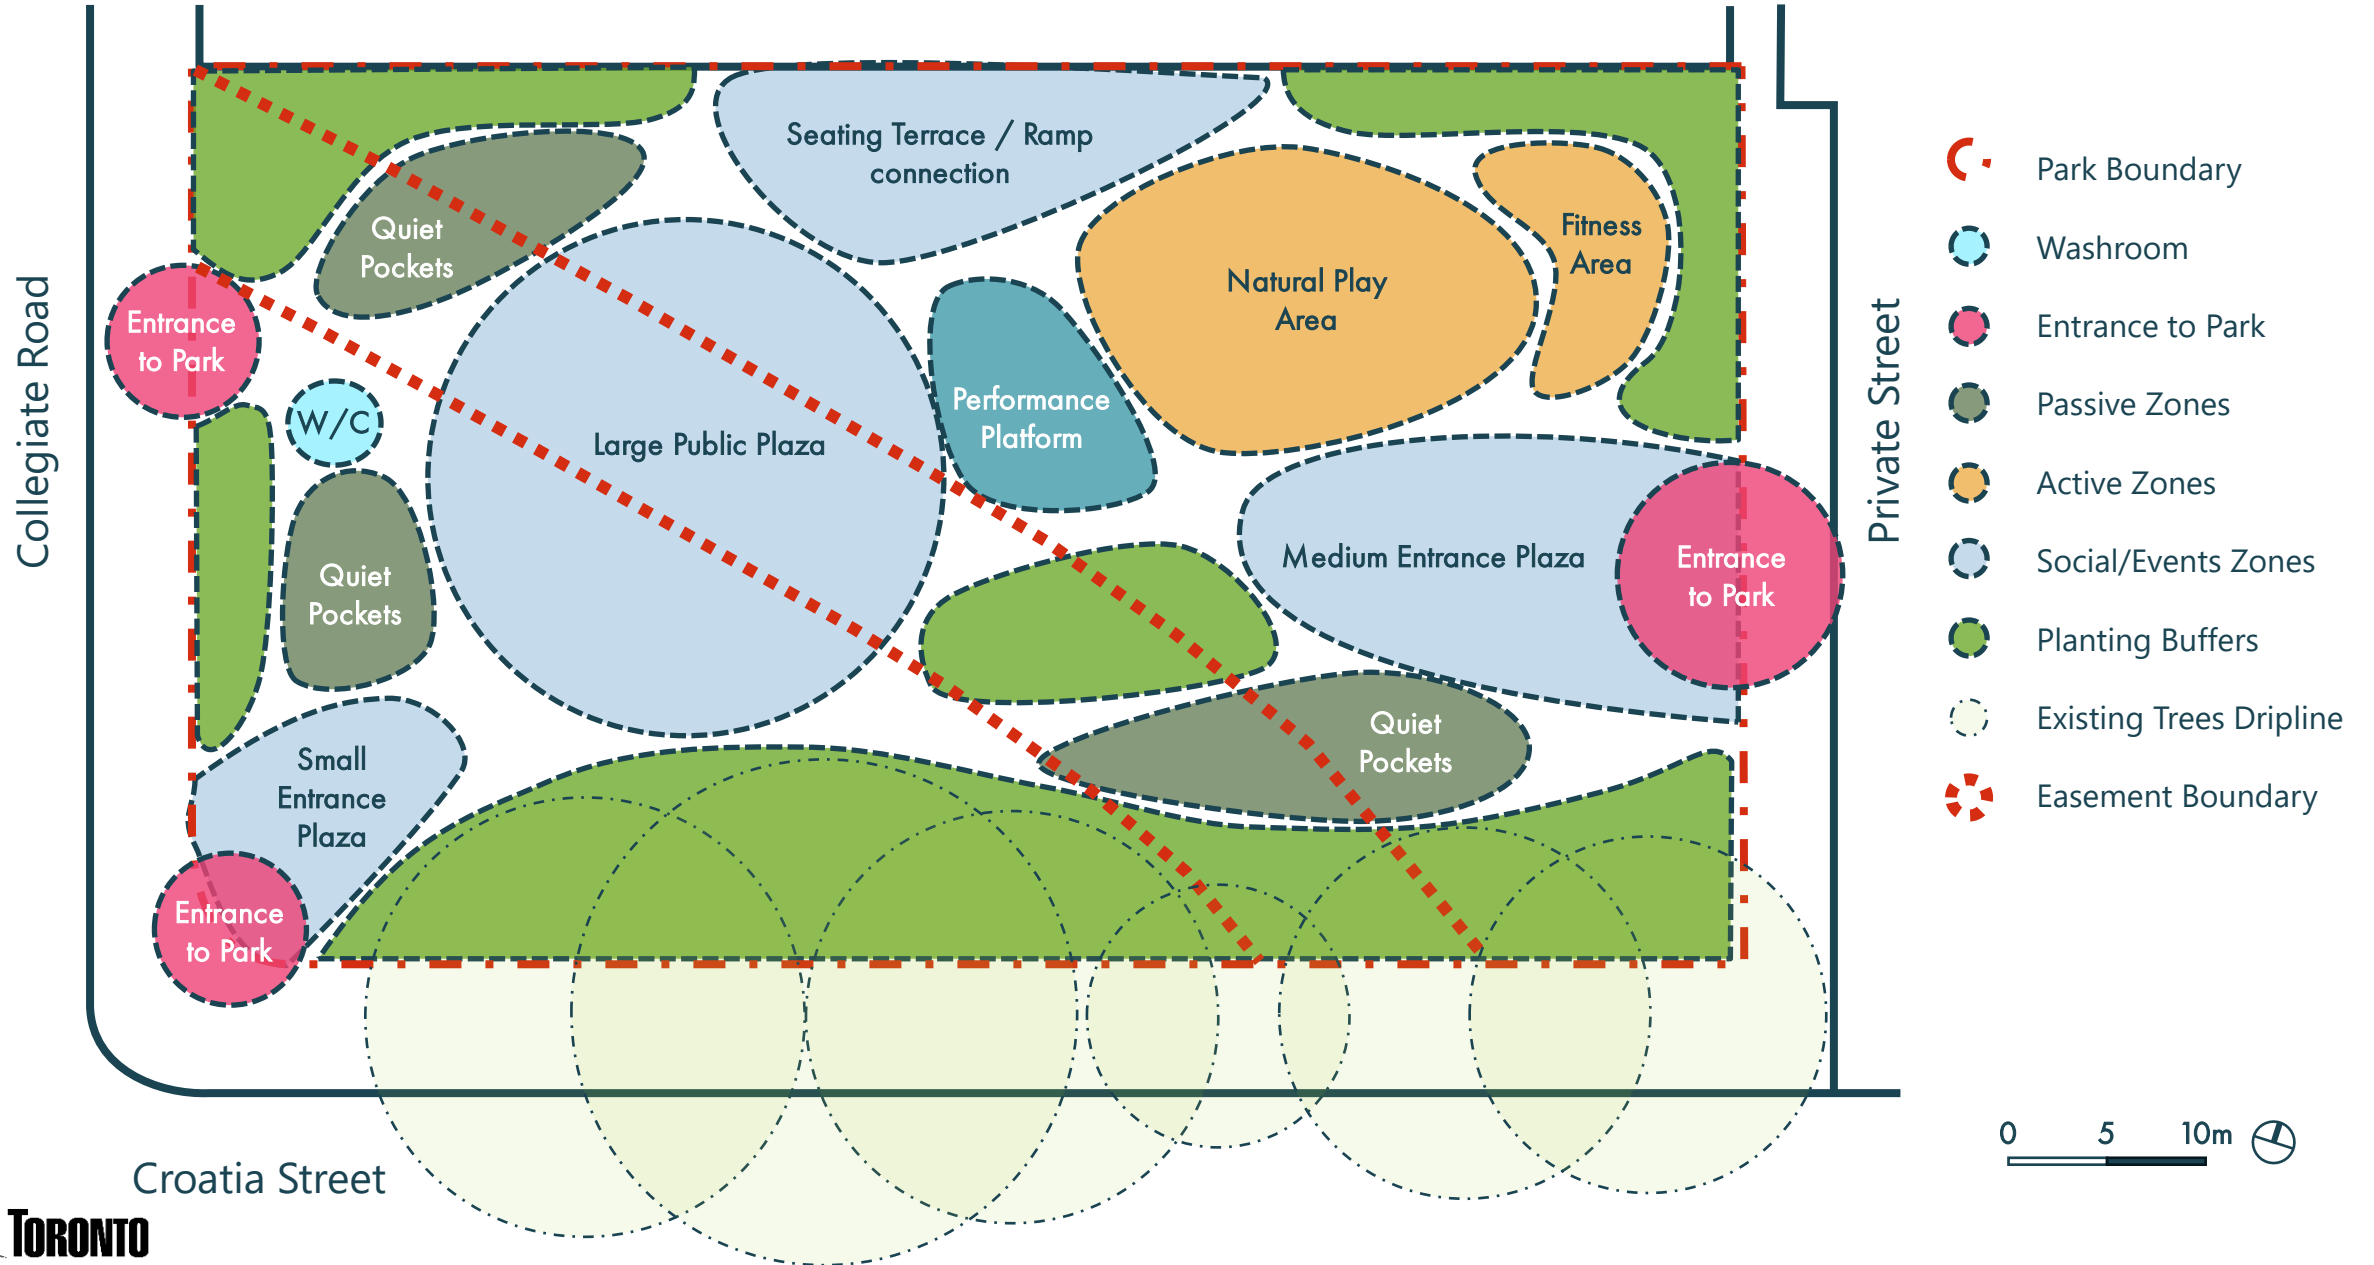 Seating Terrace / Ramp
connection
Quiet
Pockets
Fitness
Area
Natural Play
Area
Entrance
to Park
W/C
Performance
Platform
Large Public Plaza
Medium Entrance Plaza
Entrance
to Park
Quiet
Pockets
Quiet
Pockets
Small
Entrance
Plaza
Entrance
to Park
Collegiate Road
Private Street
Croatia Street
Park Boundary
Washroom
Entrance to Park
Passive Zones
Active Zones
Social/Events Zones
Planting Buffers
Existing Trees Dripline
Easement Boundary
0 5 10m
TORONTO